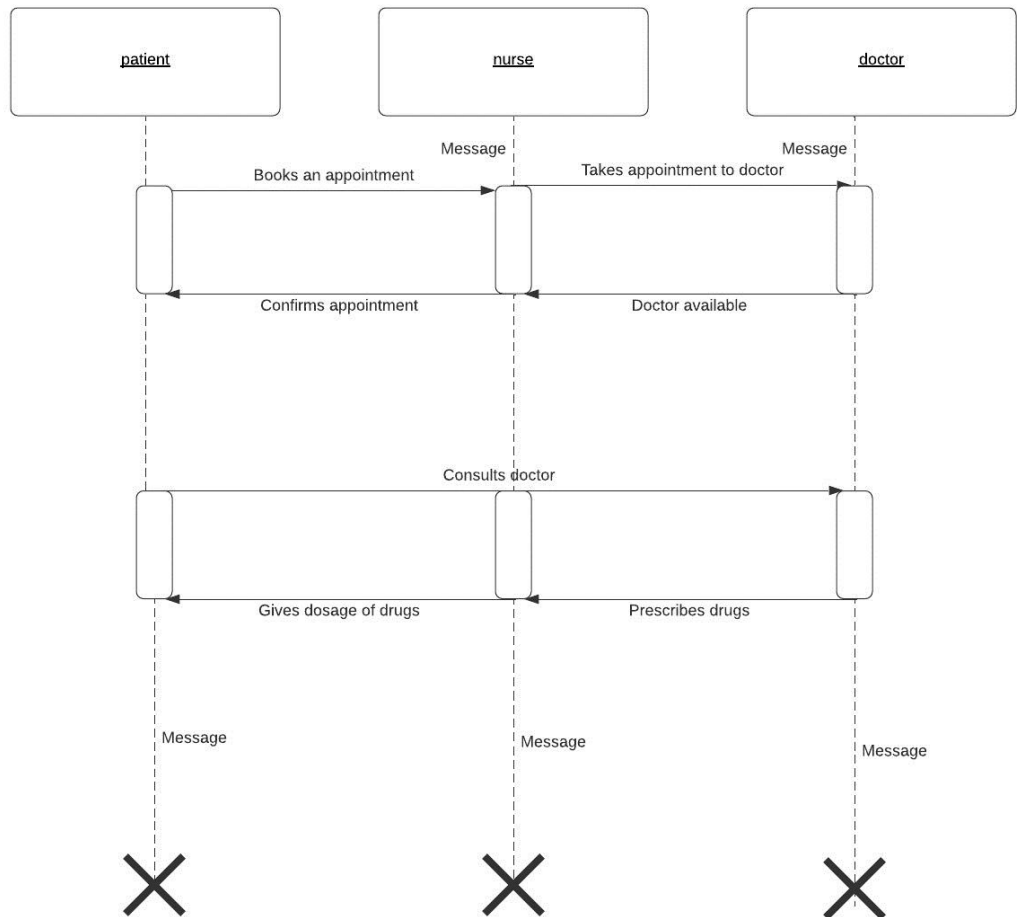 patient
nurse
doctor
Message
Message
Books an appointment
Takes appointment to doctor
Confirms appointment
Doctor available
Consults doctor
Gives dosage of drugs
Prescribes drugs
Message
Message
Message